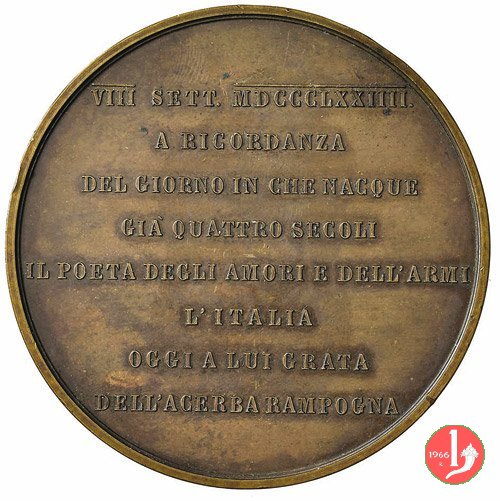 VIII SETT. MDCCCLXXIIII.
A RICORDANZA
DEL GIORNO IN CHE NACQUE
GIÀ QUATTRO SECOLI
IL POETA DEGLI AMORI E DELL'ARMI
L'ITALIA
OGGI A LUI GRATA
DELL'ACERBA RAMPOGNA
1966